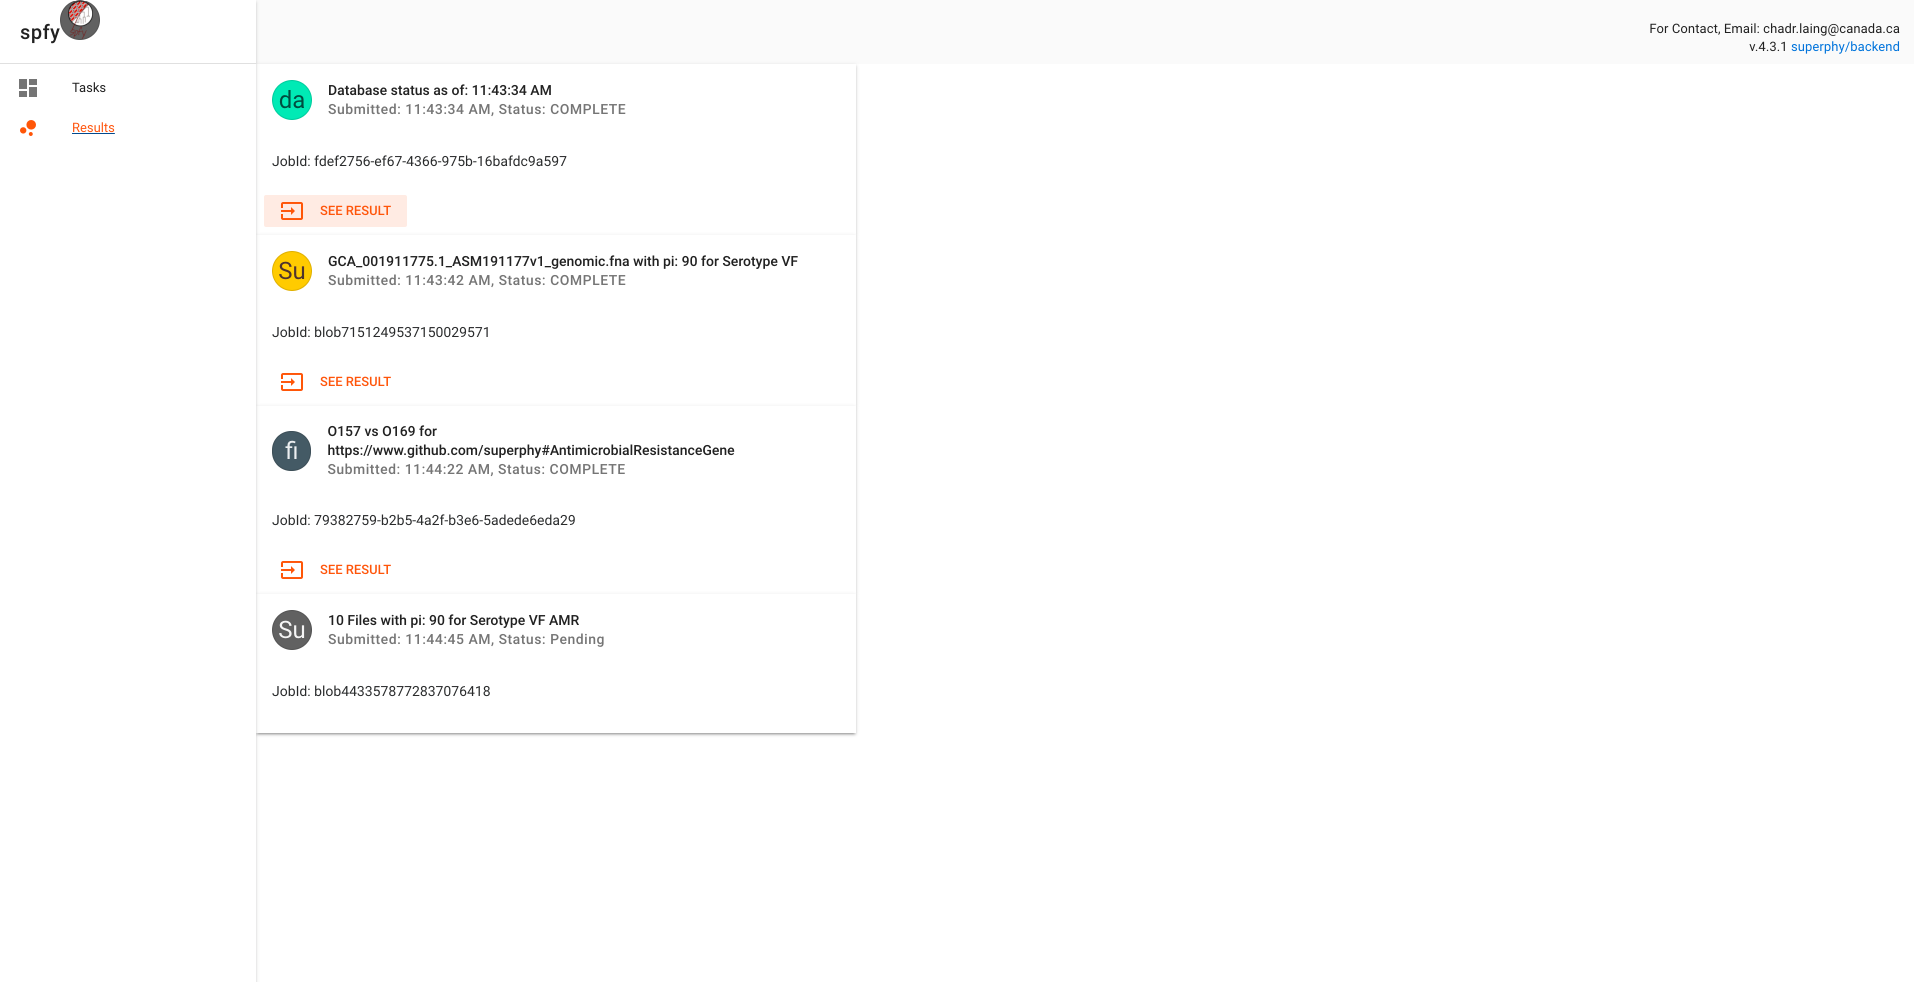 spfy
For Contact, Email: chadr.laing@canada.ca
v.4.3.1 superphy/backend
Tasks
Results
da
Database status as of: 11:43:34 AM
Submitted: 11:43:34 AM, Status: COMPLETE
JobId: fdef2756-ef67-4366-975b-16bafdc9a597
SEE RESULT
Su
GCA_001911775.1_ASM191177v1_genomic.fna with pi: 90 for Serotype VF
Submitted: 11:43:42 AM, Status: COMPLETE
JobId: blob7151249537150029571
SEE RESULT
fi
O157 vs O169 for
https://www.github.com/superphy#AntimicrobialResistanceGene
Submitted: 11:44:22 AM, Status: COMPLETE
JobId: 79382759-b2b5-4a2f-b3e6-5adede6eda29
SEE RESULT
Su
10 Files with pi: 90 for Serotype VF AMR
Submitted: 11:44:45 AM, Status: Pending
JobId: blob4433578772837076418